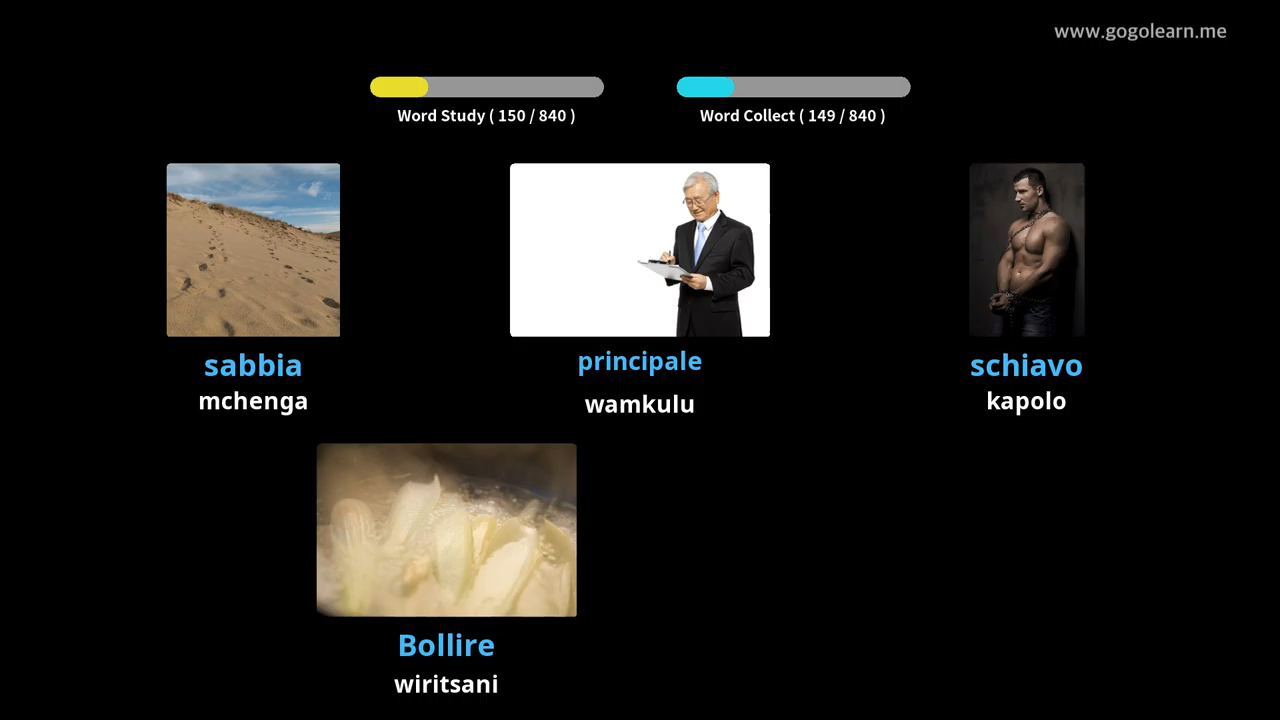 www.gogolearn.me
Word Study ( 150 / 840 )
Word Collect ( 149 / 840 )
sabbia
mchenga
principale
wamkulu
schiavo
kapolo
Bollire
wiritsani